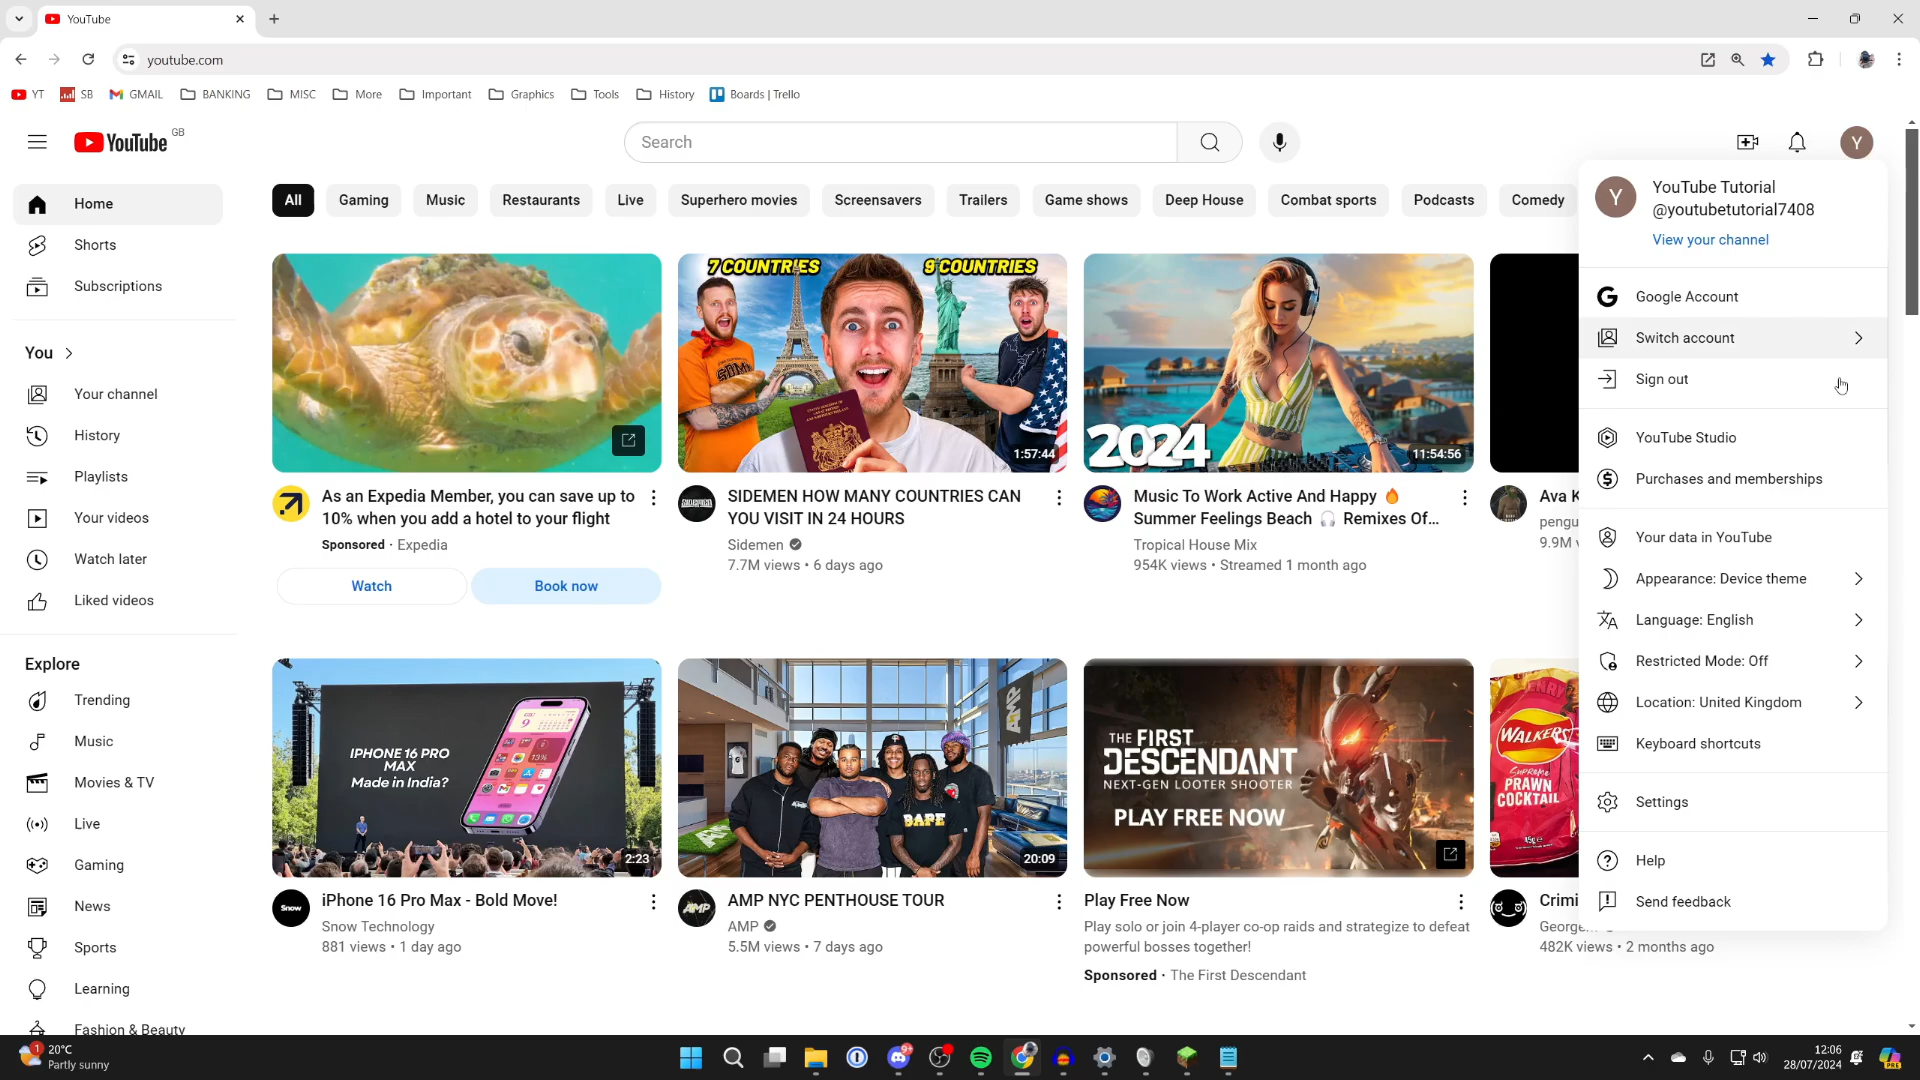 YouTube
youtube.com
YT
SB
GMAIL
BANKING
MISC
More
Important
Graphics
Tools
History
Boards | Trello
YouTube GB
Search
Y
All
Gaming
Music
Restaurants
Live
Superhero movies
Screensavers
Trailers
Game shows
Deep House
Combat sports
Podcasts
Comedy
Home
Shorts
Subscriptions
You
Your channel
History
Playlists
Your videos
Watch later
Liked videos
Explore
Trending
Music
Movies & TV
Live
Gaming
News
Sports
Learning
Fashion & Beauty
As an Expedia Member, you can save up to
10% when you add a hotel to your flight
Sponsored · Expedia
Watch
Book now
7 COUNTRIES
9 COUNTRIES
1:57:44
SIDEMEN HOW MANY COUNTRIES CAN
YOU VISIT IN 24 HOURS
Sidemen
7.7M views • 6 days ago
2024
11:54:56
Music To Work Active And Happy 🔥
Summer Feelings Beach 🎧 Remixes Of...
Tropical House Mix
954K views • Streamed 1 month ago
Ava K
pengu
9.9M v
IPHONE 16 PRO
MAX
Made in India?
2:23
Snow
iPhone 16 Pro Max - Bold Move!
Snow Technology
881 views • 1 day ago
AMP
BAPE
20:09
AMP
AMP NYC PENTHOUSE TOUR
AMP
5.5M views • 7 days ago
THE FIRST
DESCENDANT
NEXT-GEN LOOTER SHOOTER
PLAY FREE NOW
Play Free Now
Play solo or join 4-player co-op raids and strategize to defeat
powerful bosses together!
Sponsored · The First Descendant
WALKERS
PRAWN
COCKTAIL
Crimi
George
482K views • 2 months ago
Y
YouTube Tutorial
@youtubetutorial7408
View your channel
Google Account
Switch account
Sign out
YouTube Studio
Purchases and memberships
Your data in YouTube
Appearance: Device theme
Language: English
Restricted Mode: Off
Location: United Kingdom
Keyboard shortcuts
Settings
Help
Send feedback
1
20°C
Partly sunny
12:06
28/07/2024